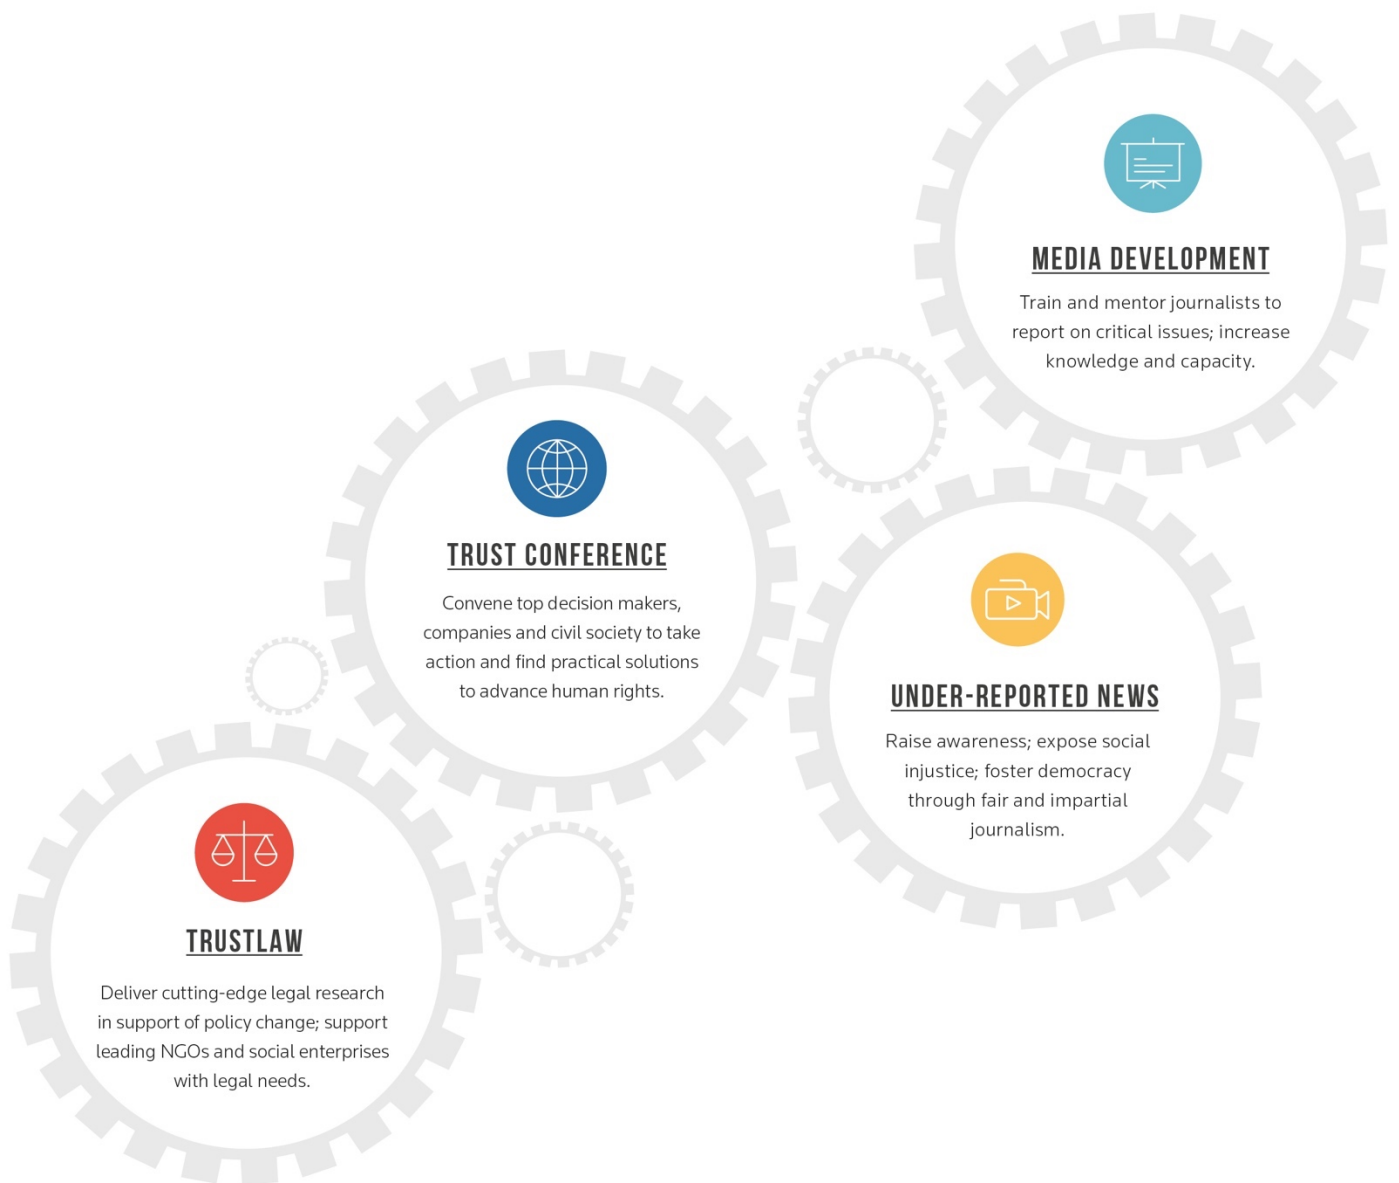 MEDIA DEVELOPMENT
Train and mentor journalists to
report on critical issues; increase
knowledge and capacity.
TRUST CONFERENCE
Convene top decision makers,
companies and civil society to take
action and find practical solutions
to advance human rights.
UNDER-REPORTED NEWS
Raise awareness; expose social
injustice; foster democracy
through fair and impartial
journalism.
TRUSTLAW
Deliver cutting-edge legal research
in support of policy change; support
leading NGOs and social enterprises
with legal needs.